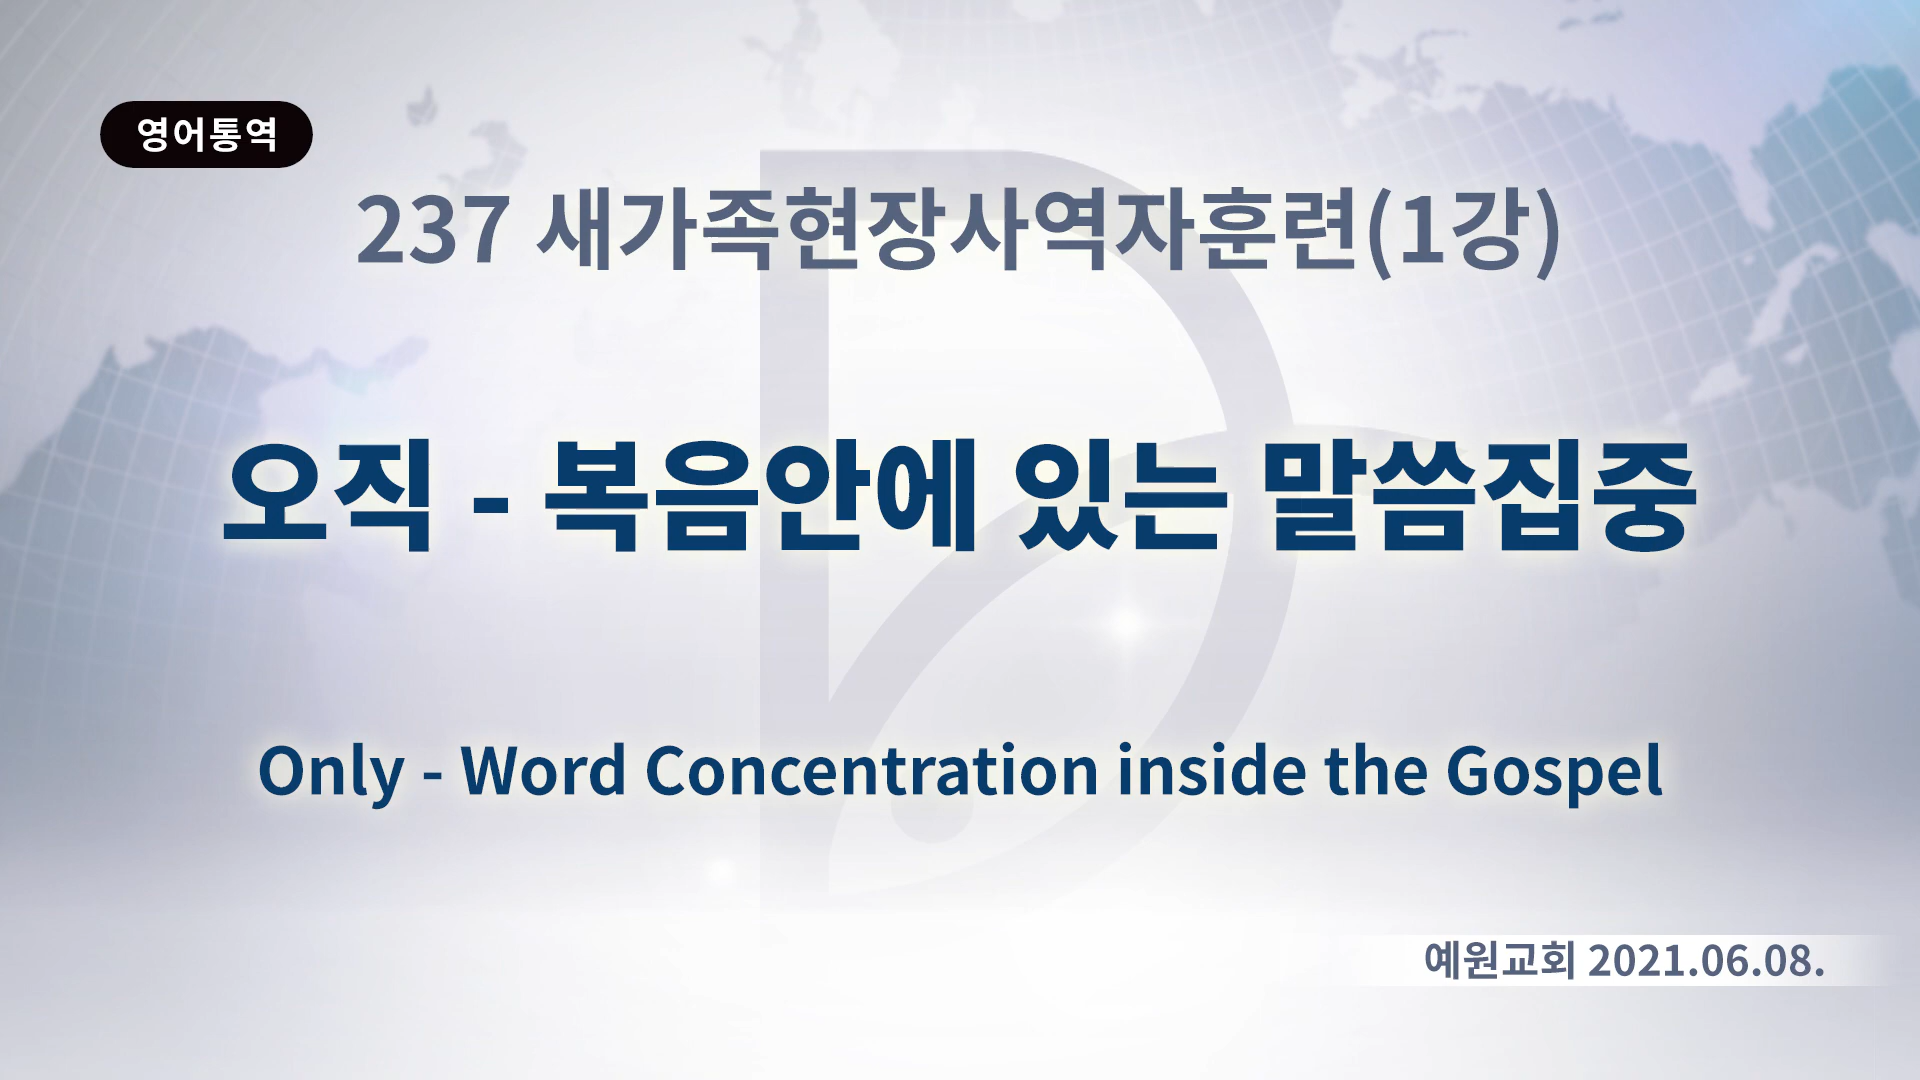 영어통역
237 새가족현장사역자훈련(1강)
오직 - 복음안에 있는 말씀집중
Only - Word Concentration inside the Gospel
예원교회 2021.06.08.